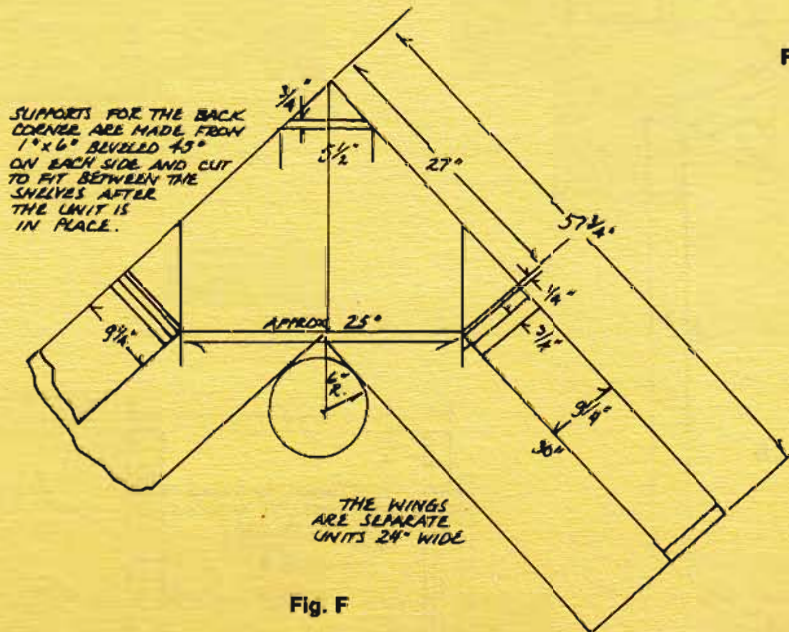 F
SUPPORTS FOR THE BACK
CORNER ARE MADE FROM
1" x 6" BEVELED 45°
ON EACH SIDE AND CUT
TO FIT BETWEEN THE
SHELVES AFTER
THE UNIT IS
IN PLACE.
3/4"
5 1/2"
27"
57 3/4"
1/4"
3/4"
9 1/4"
APPROX 25"
6"
R.
9 1/4"
30"
THE WINGS
ARE SEPARATE
UNITS 24" WIDE
Fig. F